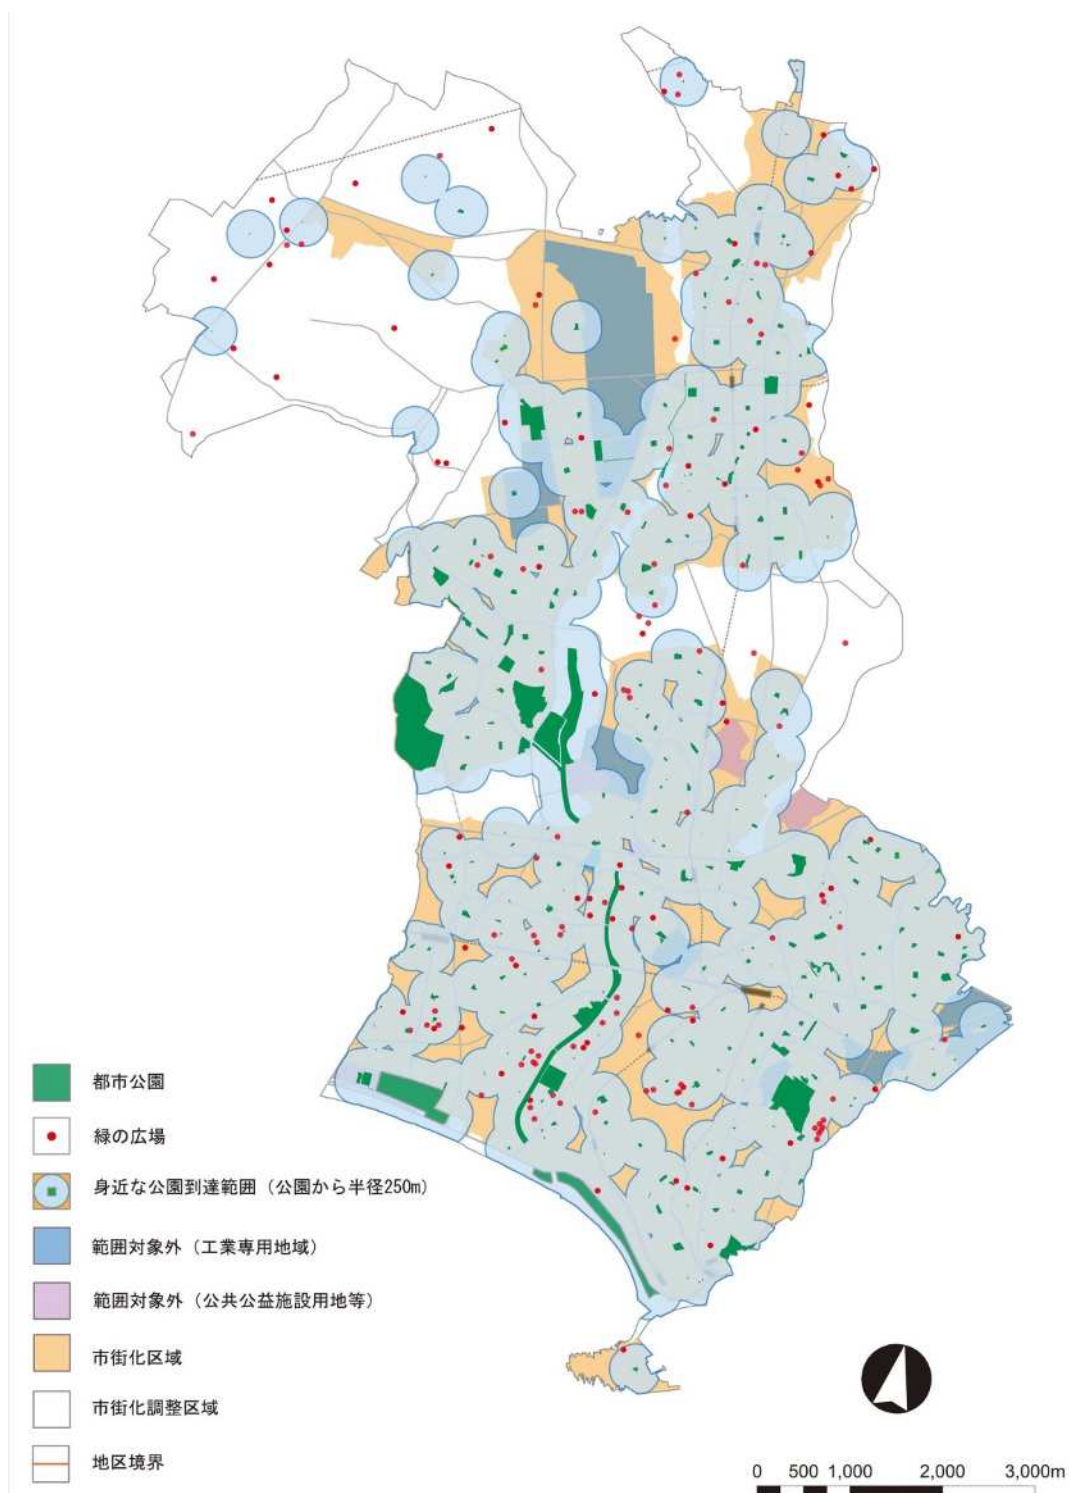 都市公園
緑の広場
身近な公園到達範囲（公園から半径250m）
範囲対象外（工業専用地域）
範囲対象外（公共公益施設用地等）
市街化区域
市街化調整区域
地区境界
0 500 1,000 2,000 3,000m